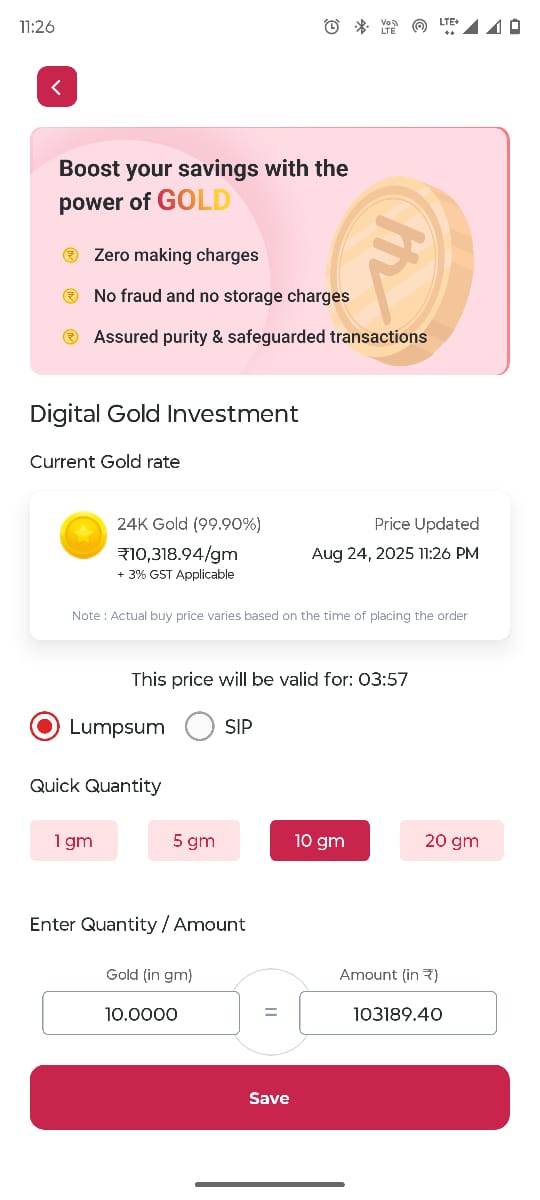 11:26
Vo LTE LTE+
Boost your savings with the
power of GOLD
Zero making charges
No fraud and no storage charges
Assured purity & safeguarded transactions
Digital Gold Investment
Current Gold rate
24K Gold (99.90%) Price Updated
₹10,318.94/gm Aug 24, 2025 11:26 PM
+ 3% GST Applicable
Note : Actual buy price varies based on the time of placing the order
This price will be valid for: 03:57
Lumpsum SIP
Quick Quantity
1 gm 5 gm 10 gm 20 gm
Enter Quantity / Amount
Gold (in gm) Amount (in ₹)
10.0000 = 103189.40
Save